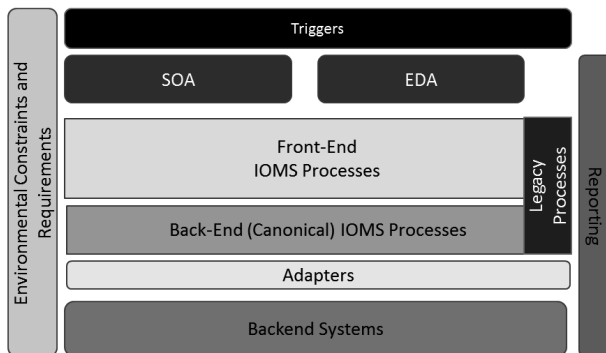 Environmental Constraints and
Requirements
Triggers
SOA
EDA
Front-End
IOMS Processes
Legacy
Processes
Back-End (Canonical) IOMS Processes
Adapters
Backend Systems
Reporting